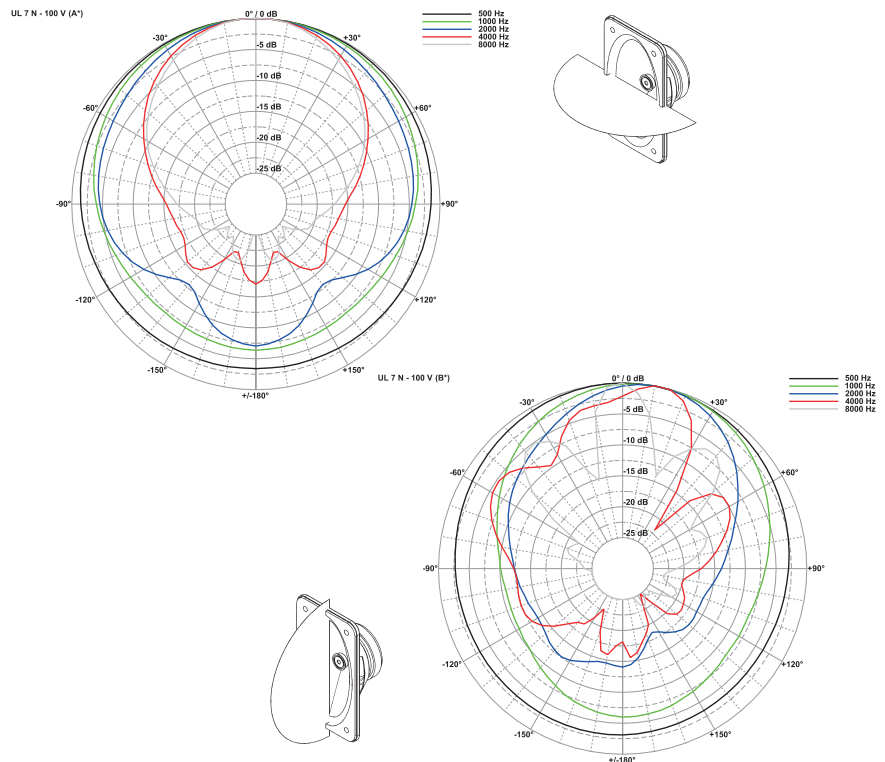 UL 7 N - 100 V (A*)
0° / 0 dB
500 Hz
1000 Hz
2000 Hz
4000 Hz
8000 Hz
-30°
+30°
-5 dB
-10 dB
-60°
+60°
-15 dB
-20 dB
-25 dB
-90°
+90°
-120°
+120°
-150°
+150°
+/-180°
UL 7 N - 100 V (B*)
0° / 0 dB
500 Hz
1000 Hz
2000 Hz
4000 Hz
8000 Hz
-30°
+30°
-5 dB
-10 dB
-60°
+60°
-15 dB
-20 dB
-25 dB
-90°
+90°
-120°
+120°
-150°
+150°
+/-180°